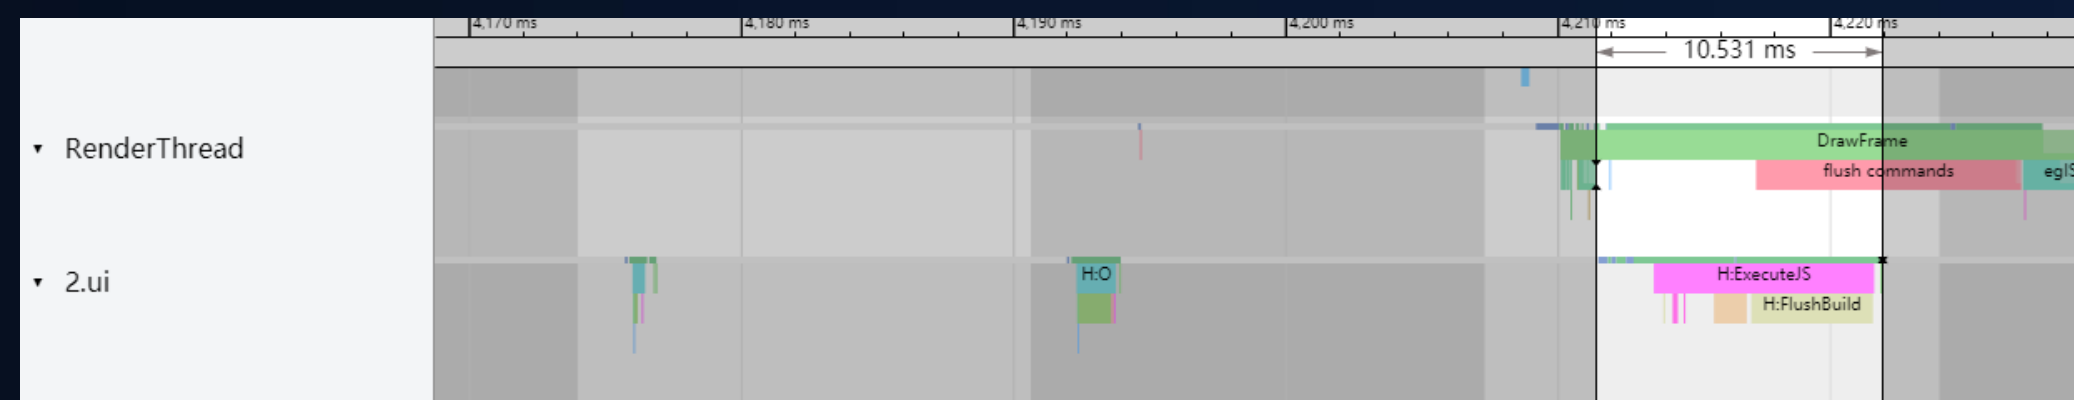 4,170 ms 4,180 ms 4,190 ms 4,200 ms 4,210 ms 4,220 ms
10.531 ms
RenderThread
DrawFrame
flush commands eglS
2.ui
H:O H:ExecuteJS
H:FlushBuild